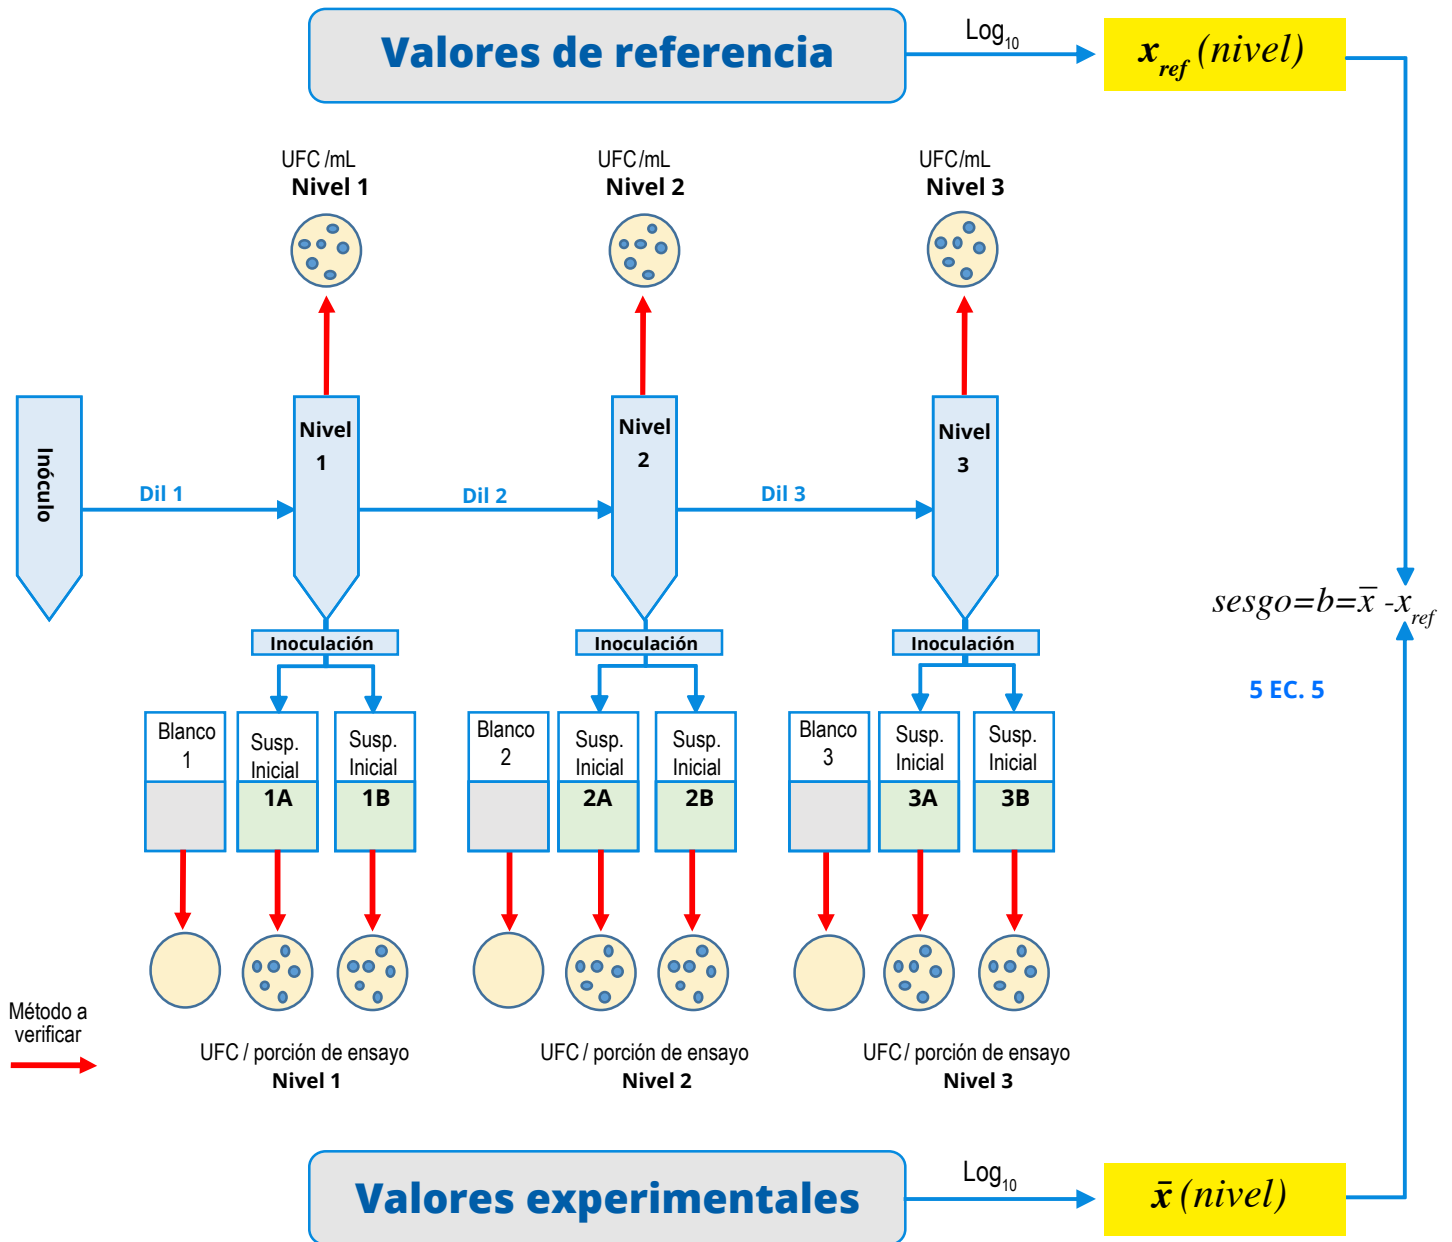 Valores de referencia
Log10
xref (nivel)
UFC /mL
Nivel 1
UFC/mL
Nivel 2
UFC/mL
Nivel 3
Inóculo
Dil 1
Nivel
1
Dil 2
Nivel
2
Dil 3
Nivel
3
sesgo=b=x̄ -xref
5 EC. 5
Inoculación
Inoculación
Inoculación
Blanco
1
Susp.
Inicial
1A
Susp.
Inicial
1B
Blanco
2
Susp.
Inicial
2A
Susp.
Inicial
2B
Blanco
3
Susp.
Inicial
3A
Susp.
Inicial
3B
Método a
verificar
UFC / porción de ensayo
Nivel 1
UFC / porción de ensayo
Nivel 2
UFC / porción de ensayo
Nivel 3
Valores experimentales
Log10
x̄ (nivel)